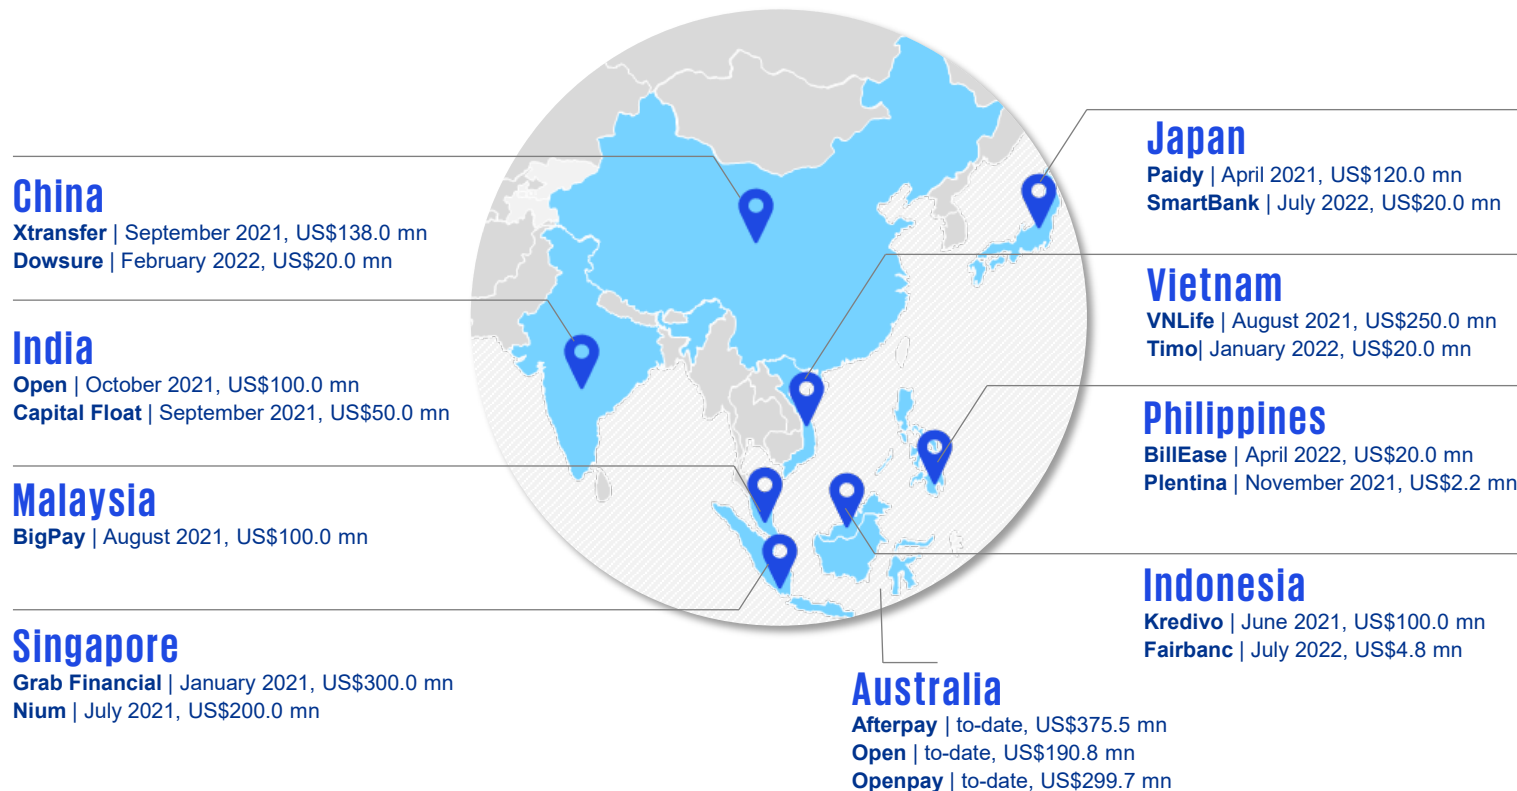 China
Xtransfer | September 2021, US$138.0 mn
Dowsure | February 2022, US$20.0 mn
India
Open | October 2021, US$100.0 mn
Capital Float | September 2021, US$50.0 mn
Malaysia
BigPay | August 2021, US$100.0 mn
Singapore
Grab Financial | January 2021, US$300.0 mn
Nium | July 2021, US$200.0 mn
Japan
Paidy | April 2021, US$120.0 mn
SmartBank | July 2022, US$20.0 mn
Vietnam
VNLife | August 2021, US$250.0 mn
Timo| January 2022, US$20.0 mn
Philippines
BillEase | April 2022, US$20.0 mn
Plentina | November 2021, US$2.2 mn
Indonesia
Kredivo | June 2021, US$100.0 mn
Fairbanc | July 2022, US$4.8 mn
Australia
Afterpay | to-date, US$375.5 mn
Open | to-date, US$190.8 mn
Openpay | to-date, US$299.7 mn